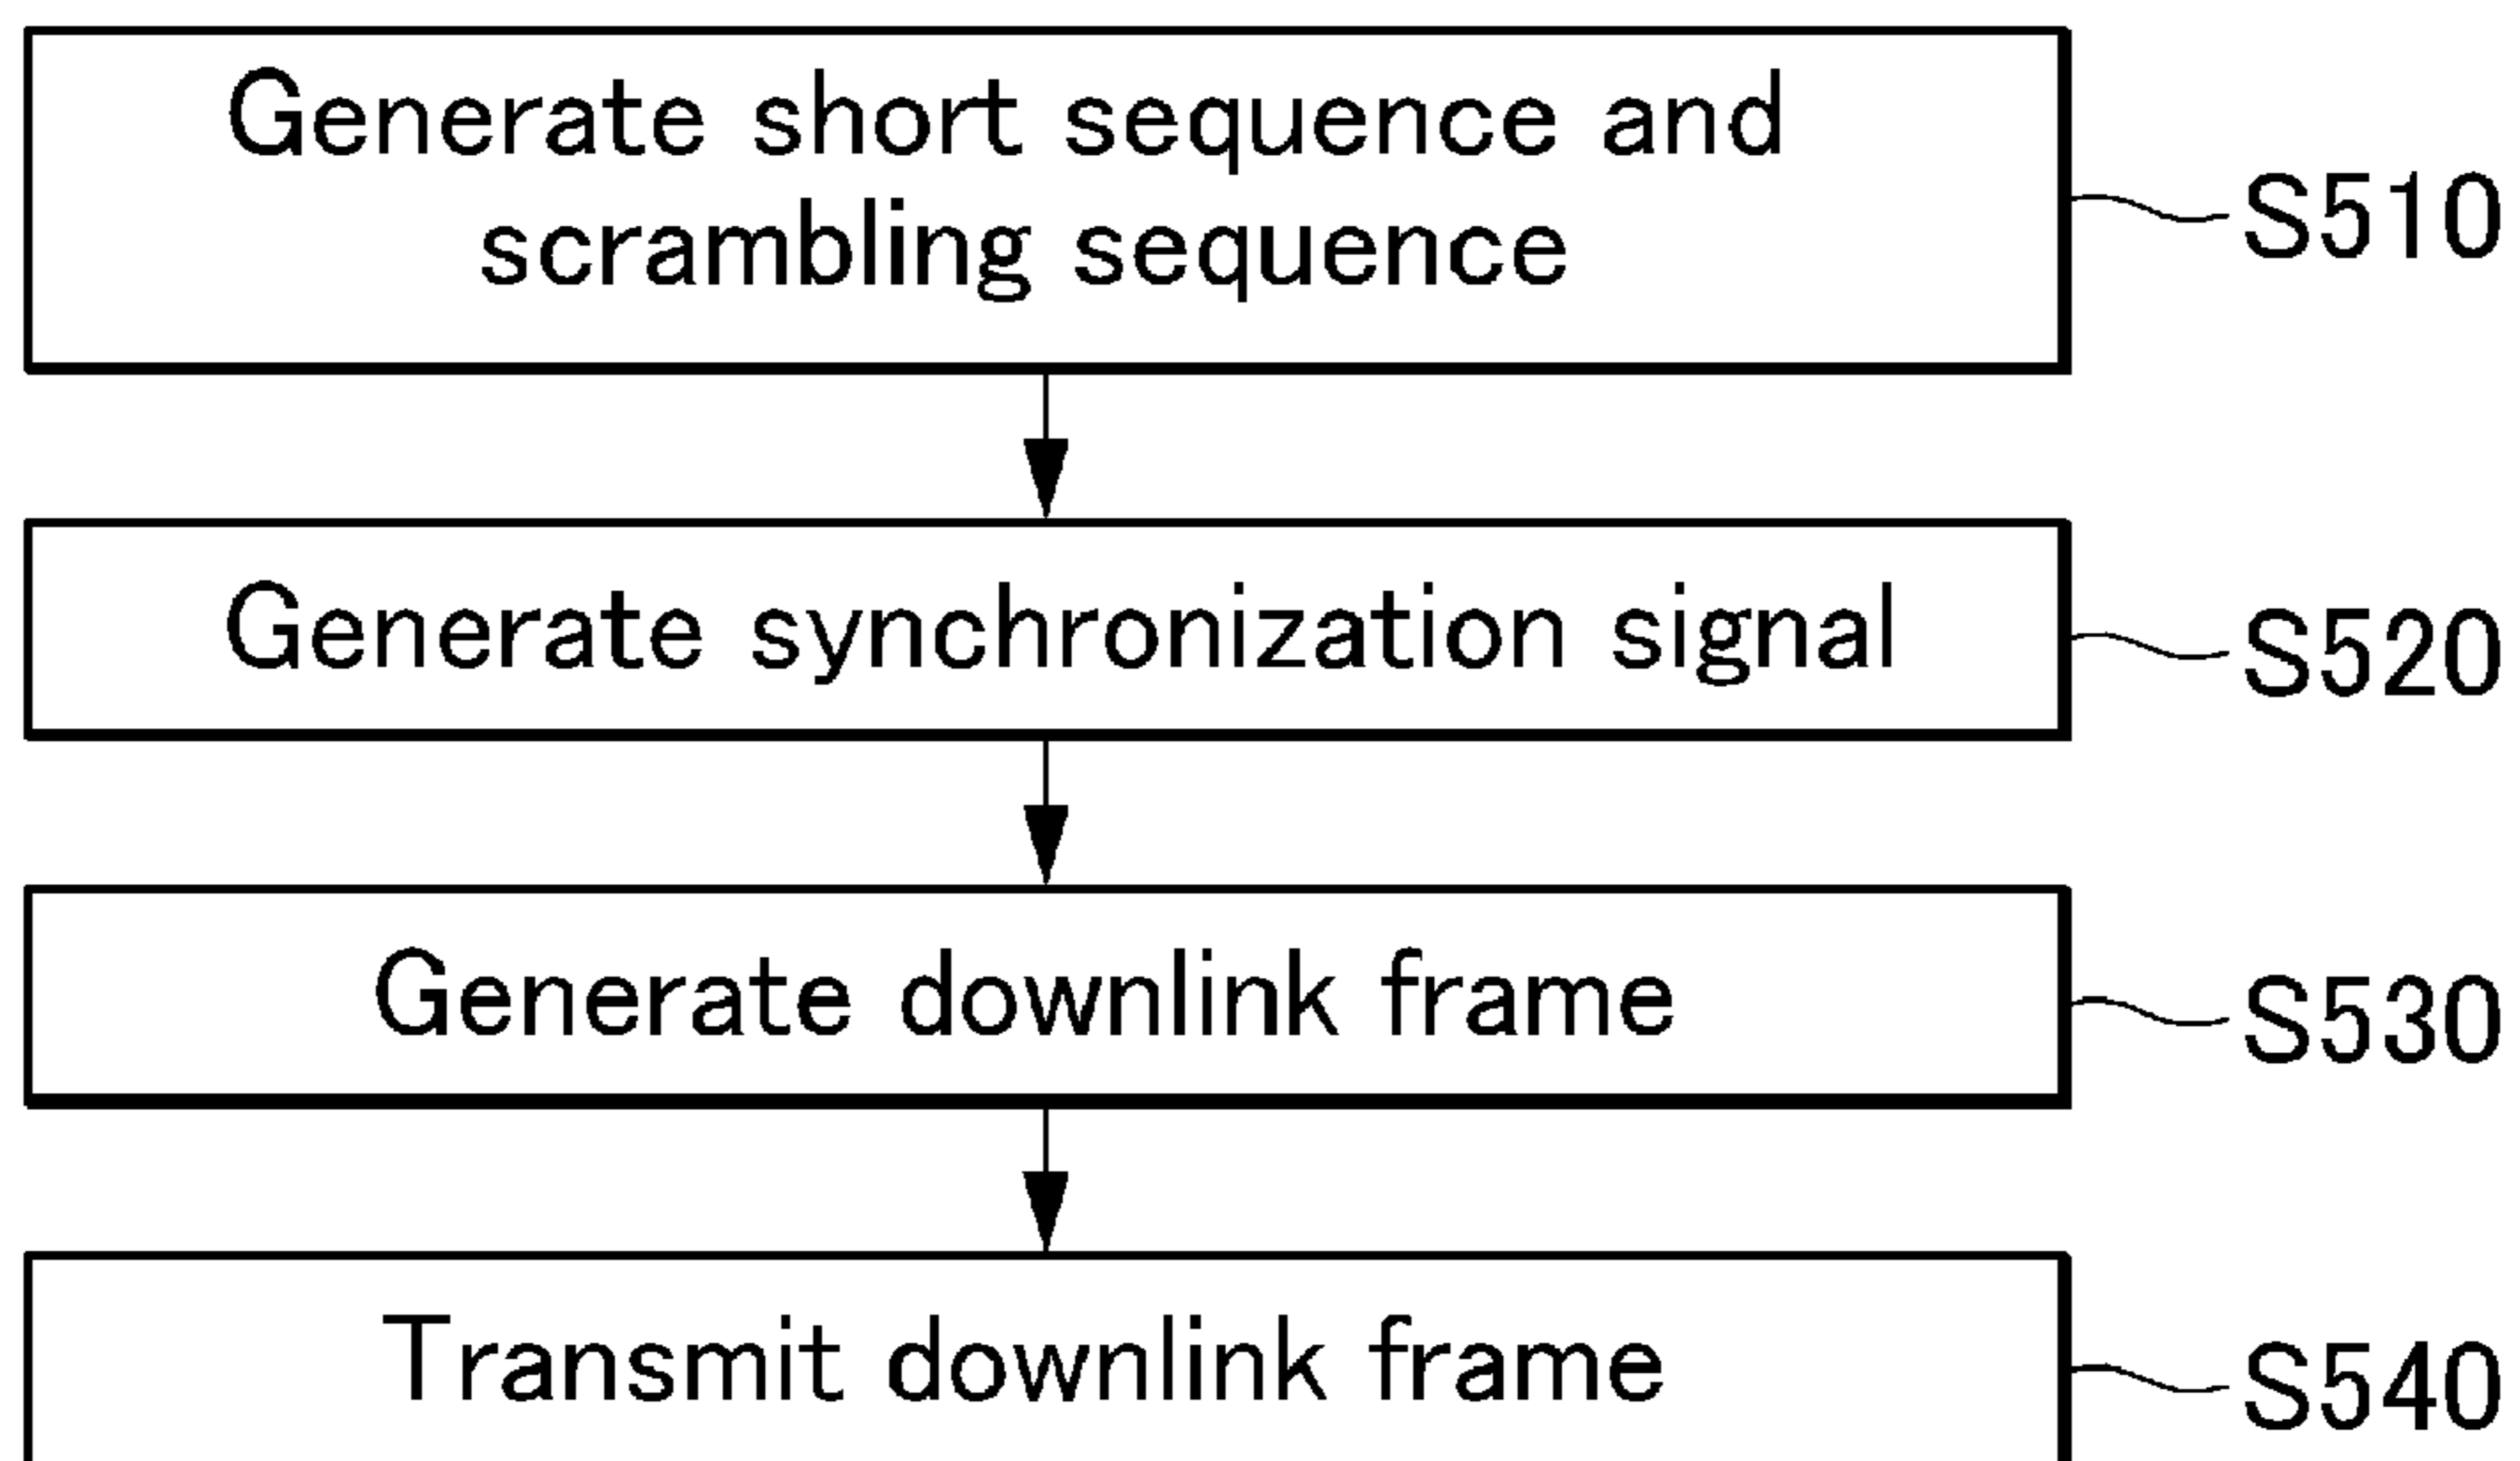 Generate short sequence and
scrambling sequence
S510
Generate synchronization signal
S520
Generate downlink frame
S530
Transmit downlink frame
S540